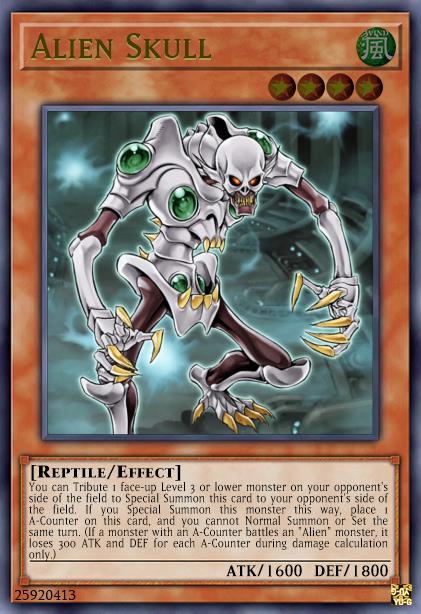 ALIEN SKULL
WIND
風
[REPTILE/EFFECT]
You can Tribute 1 face-up Level 3 or lower monster on your opponent's
side of the field to Special Summon this card to your opponent's side of
the field. If you Special Summon this monster this way, place 1
A-Counter on this card, and you cannot Normal Summon or Set the
same turn. (If a monster with an A-Counter battles an "Alien" monster, it
loses 300 ATK and DEF for each A-Counter during damage calculation
only.)
ATK/1600 DEF/1800
25920413